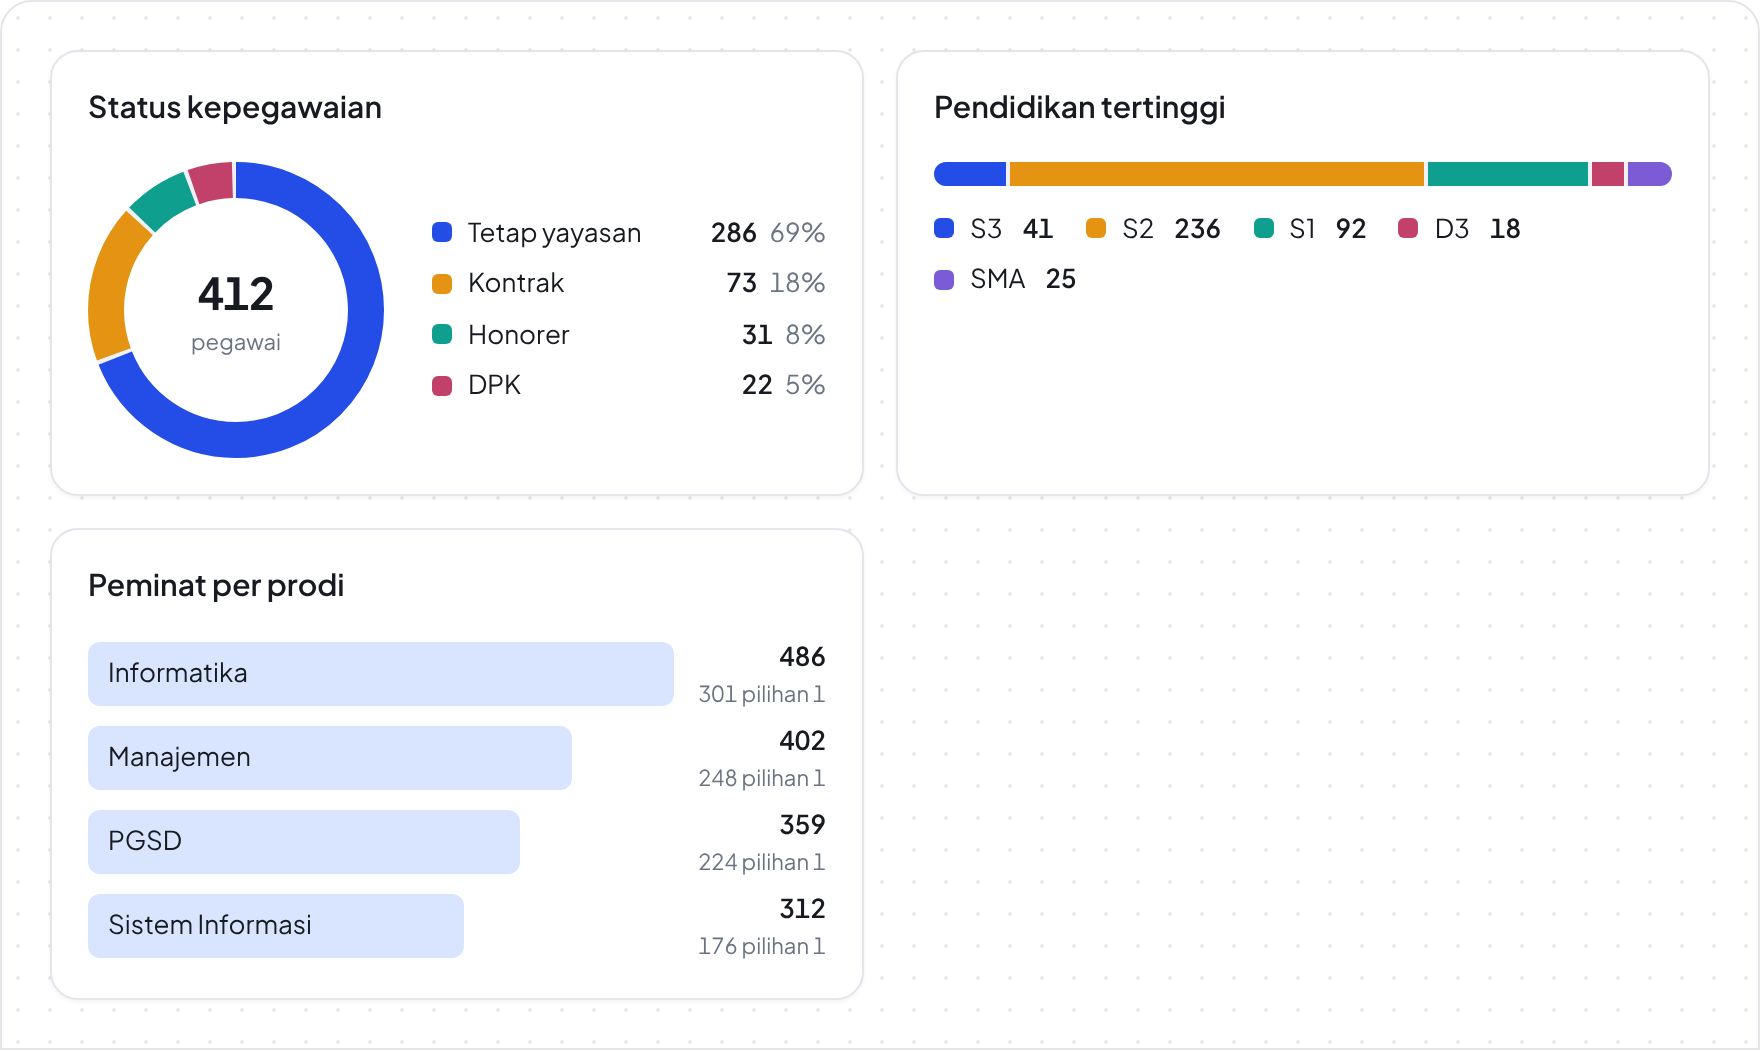 Status kepegawaian
412
pegawai
Tetap yayasan 286 69%
Kontrak 73 18%
Honorer 31 8%
DPK 22 5%
Pendidikan tertinggi
S3 41 S2 236 S1 92 D3 18
SMA 25
Peminat per prodi
Informatika 486
301 pilihan 1
Manajemen 402
248 pilihan 1
PGSD 359
224 pilihan 1
Sistem Informasi 312
176 pilihan 1